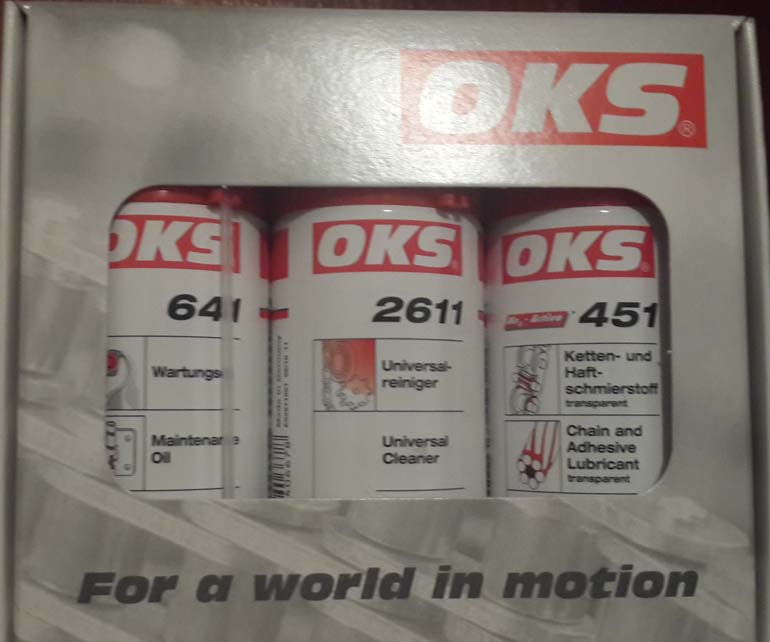 OKS®
OKS
641
Wartungs
Maintenan e
Oil
OKS
2611
Universal-
reiniger
Universal
Cleaner
OKS
451
Ketten- und
Haft-
schmierstoff
transparent
Chain and
Adhesive
Lubricant
transparent
For a world in motion